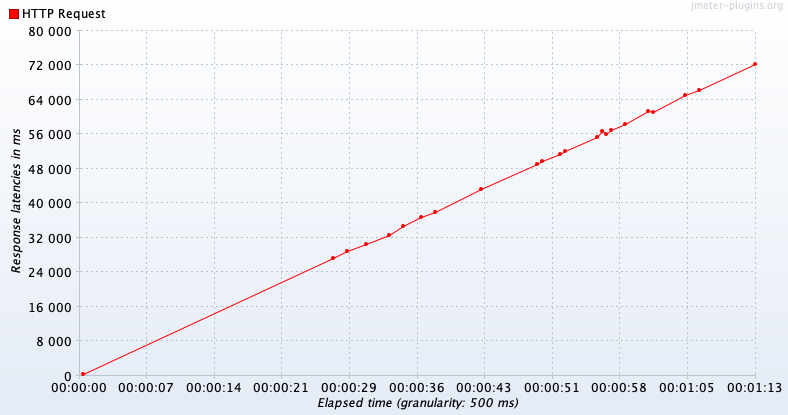 jmeter-plugins.org
HTTP Request
80 000
72 000
64 000
56 000
48 000
40 000
32 000
24 000
16 000
8 000
0
Response latencies in ms
00:00:00 00:00:07 00:00:14 00:00:21 00:00:29 00:00:36 00:00:43 00:00:51 00:00:58 00:01:05 00:01:13
Elapsed time (granularity: 500 ms)